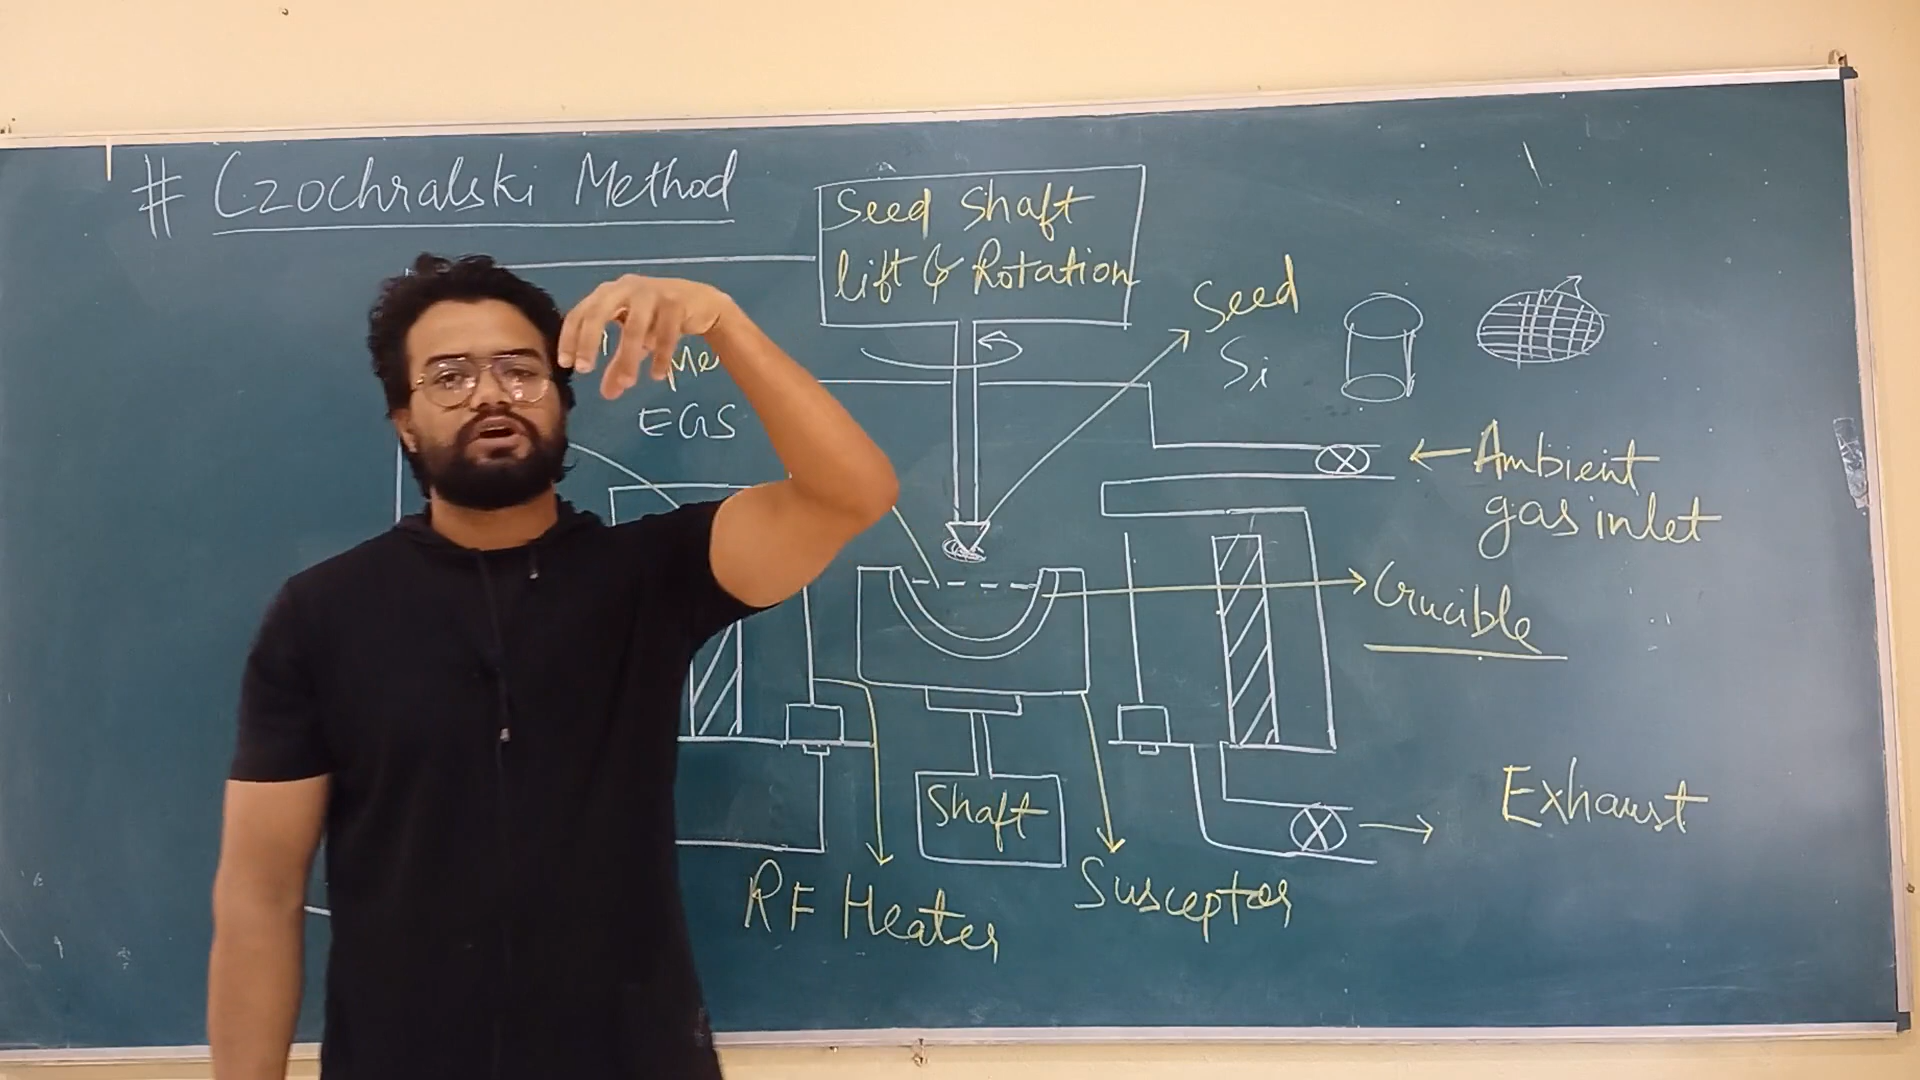 # Czochralski Method
Seed Shaft
lift & Rotation
Seed
Si
EGS
Ambient
gas inlet
Crucible
Shaft
Exhaust
RF Heater
Susceptor